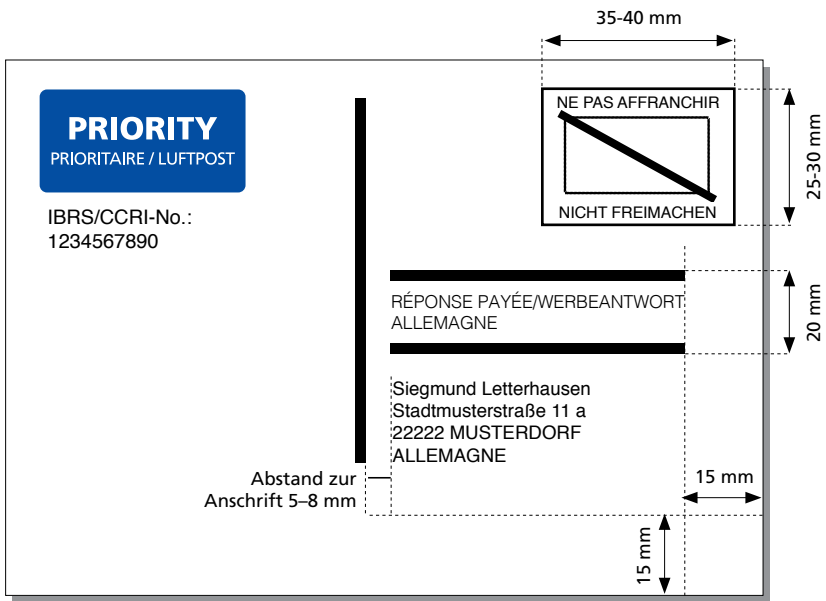 35-40 mm
PRIORITY
PRIORITAIRE / LUFTPOST
IBRS/CCRI-No.:
1234567890
NE PAS AFFRANCHIR
NICHT FREIMACHEN
25-30 mm
RÉPONSE PAYÉE/WERBEANTWORT
ALLEMAGNE
20 mm
Siegmund Letterhausen
Stadtmusterstraße 11 a
22222 MUSTERDORF
ALLEMAGNE
Abstand zur
Anschrift 5–8 mm
15 mm
15 mm